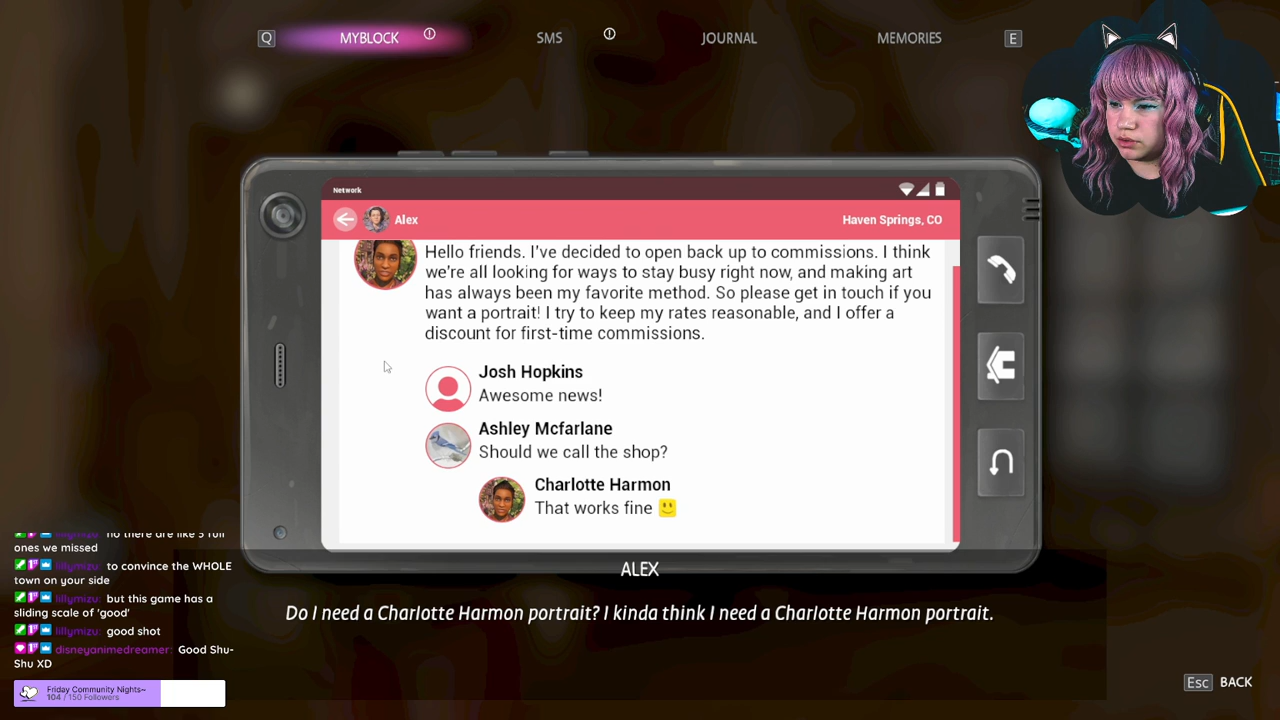 Q MYBLOCK SMS JOURNAL MEMORIES E
Network
Alex Haven Springs, CO
Hello friends. I've decided to open back up to commissions. I think
we're all looking for ways to stay busy right now, and making art
has always been my favorite method. So please get in touch if you
want a portrait! I try to keep my rates reasonable, and I offer a
discount for first-time commissions.
Josh Hopkins
Awesome news!
Ashley Mcfarlane
Should we call the shop?
Charlotte Harmon
That works fine
ALEX
Do I need a Charlotte Harmon portrait? I kinda think I need a Charlotte Harmon portrait.
ones we missed
lillymizu: to convince the WHOLE
town on your side
lillymizu: but this game has a
sliding scale of 'good'
lillymizu: good shot
disneyanimedreamer: Good Shu-
Shu XD
Friday Community Nights~
104 / 150 Followers
Esc BACK